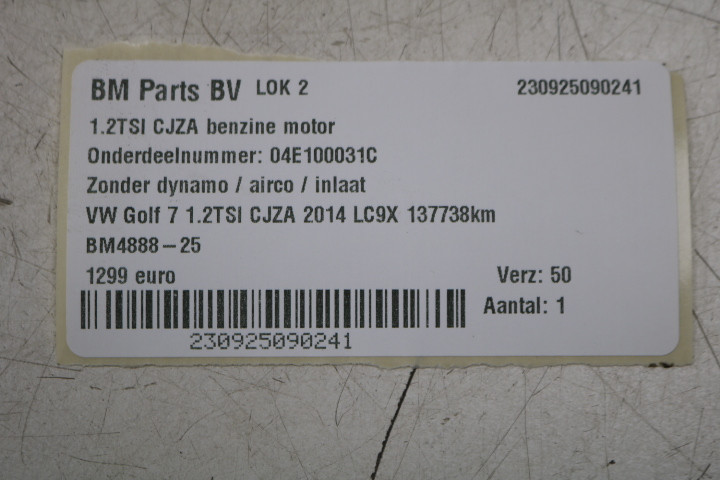 BM Parts BV LOK 2 230925090241
1.2TSI CJZA benzine motor
Onderdeelnummer: 04E100031C
Zonder dynamo / airco / inlaat
VW Golf 7 1.2TSI CJZA 2014 LC9X 137738km
BM4888-25
1299 euro Verz: 50
Aantal: 1
230925090241